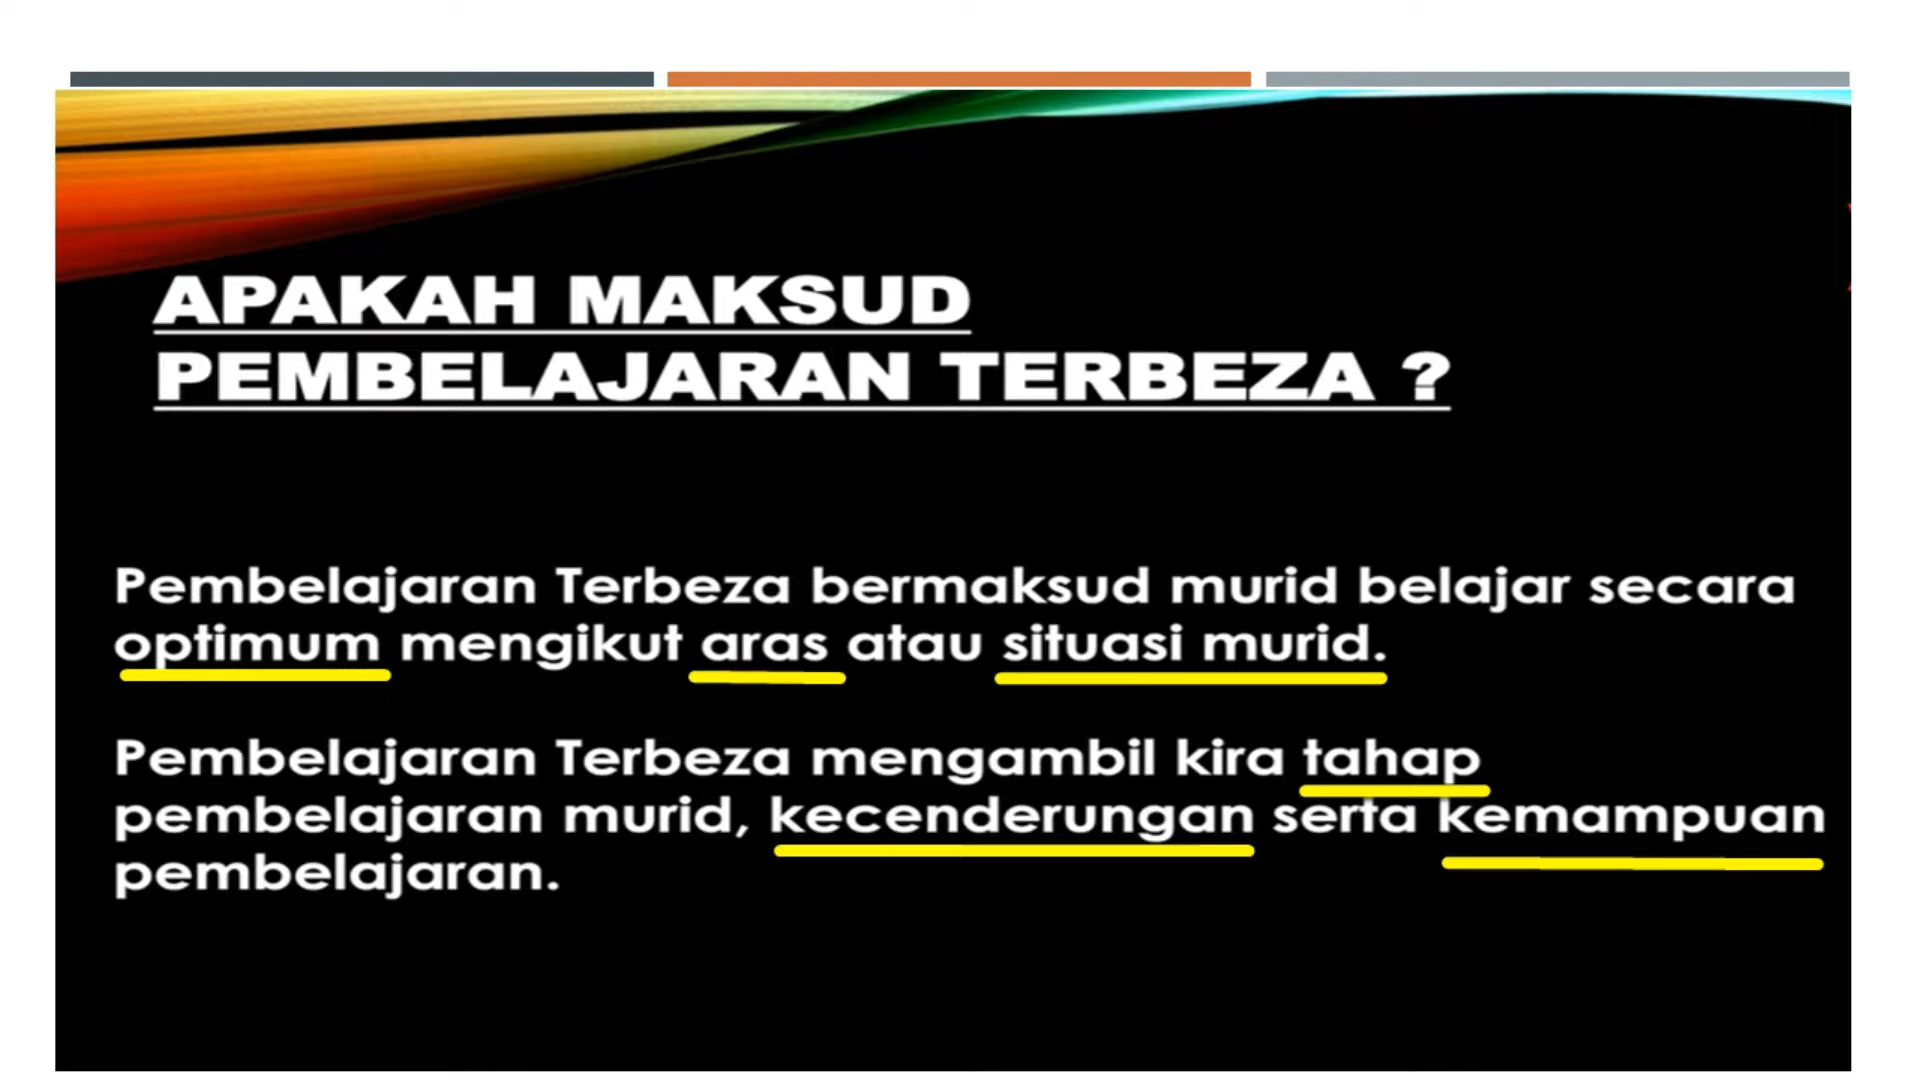 APAKAH MAKSUD
PEMBELAJARAN TERBEZA ?
Pembelajaran Terbeza bermaksud murid belajar secara
optimum mengikut aras atau situasi murid.
Pembelajaran Terbeza mengambil kira tahap
pembelajaran murid, kecenderungan serta kemampuan
pembelajaran.